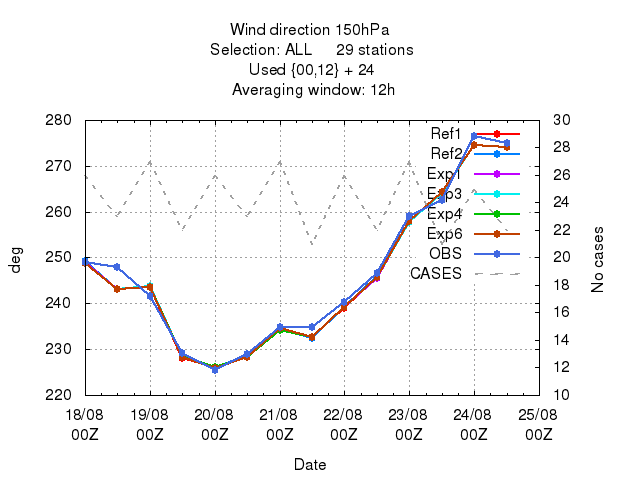 Wind direction 150hPa
Selection: ALL 29 stations
Used {00,12} + 24
Averaging window: 12h
280
270
260
250
240
230
220
deg
30
28
26
24
22
20
18
16
14
12
10
No cases
Ref1
Ref2
Exp1
Exp3
Exp4
Exp6
OBS
CASES
18/08 19/08 20/08 21/08 22/08 23/08 24/08 25/08
00Z 00Z 00Z 00Z 00Z 00Z 00Z 00Z
Date